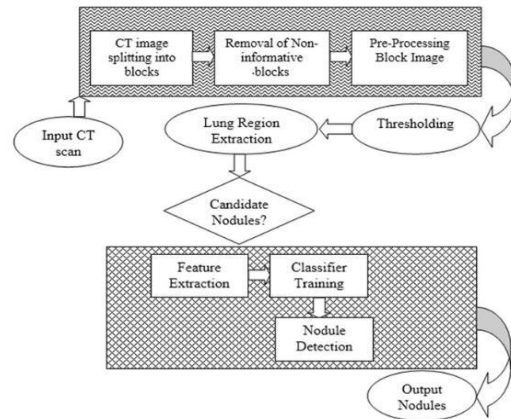 CT image
splitting into
blocks
Removal of Non-
informative
-blocks
Pre-Processing
Block Image
Input CT
scan
Lung Region
Extraction
Thresholding
Candidate
Nodules?
Feature
Extraction
Classifier
Training
Nodule
Detection
Output
Nodules